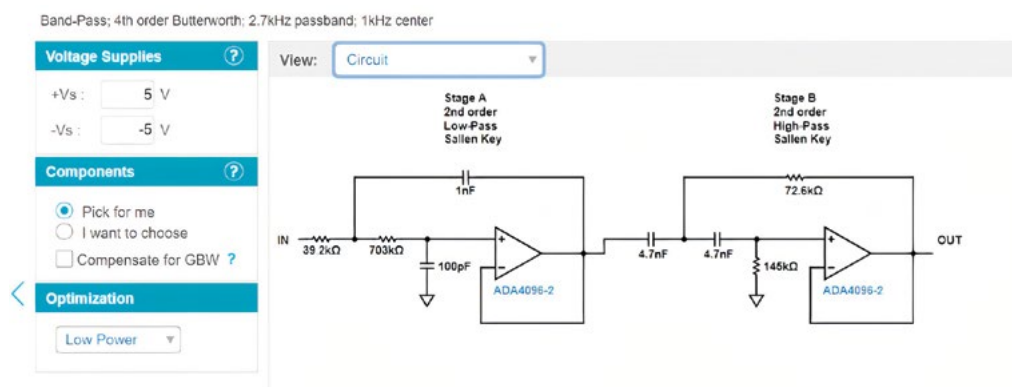 Band-Pass; 4th order Butterworth; 2.7kHz passband; 1kHz center
Voltage Supplies ?
+Vs : 5 V
-Vs : -5 V
Components ?
Pick for me
I want to choose
Compensate for GBW ?
Optimization
Low Power
View: Circuit
Stage A
2nd order
Low-Pass
Sallen Key
1nF
IN
39.2kΩ
703kΩ
100pF
+
-
ADA4096-2
Stage B
2nd order
High-Pass
Sallen Key
72.6kΩ
4.7nF
4.7nF
145kΩ
+
-
ADA4096-2
OUT